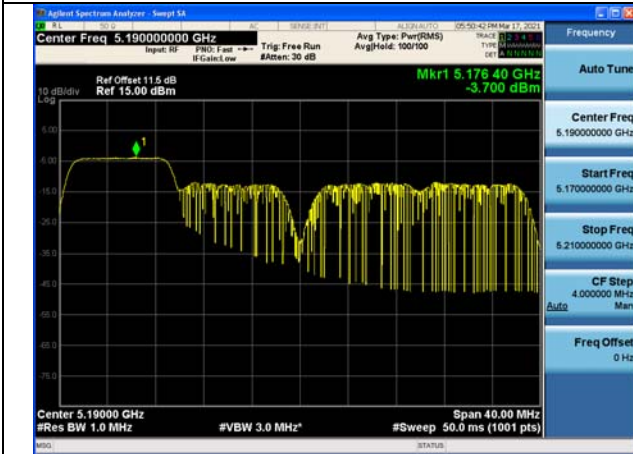 Agilent Spectrum Analyzer - Swept SA
RL 50 Ω AC SENSE:INT ALIGN AUTO 05:50:42 PM Mar 17, 2021
Center Freq 5.190000000 GHz
Input: RF PNO: Fast IFGain:Low
Trig: Free Run #Atten: 30 dB
Avg Type: Pwr(RMS) Avg|Hold: 100/100
TRACE 1 2 3 4 5 6
TYPE
DET
Frequency
Mkr1 5.176 40 GHz
-3.700 dBm
Ref Offset 11.5 dB
10 dB/div Ref 15.00 dBm
Log
5.00
-5.00
-15.0
-25.0
-35.0
-45.0
-55.0
-65.0
-75.0
1
Center 5.19000 GHz Span 40.00 MHz
#Res BW 1.0 MHz #VBW 3.0 MHz* #Sweep 50.0 ms (1001 pts)
MSG STATUS
Auto Tune
Center Freq
5.190000000 GHz
Start Freq
5.170000000 GHz
Stop Freq
5.210000000 GHz
CF Step
4.000000 MHz
Auto Man
Freq Offset
0 Hz